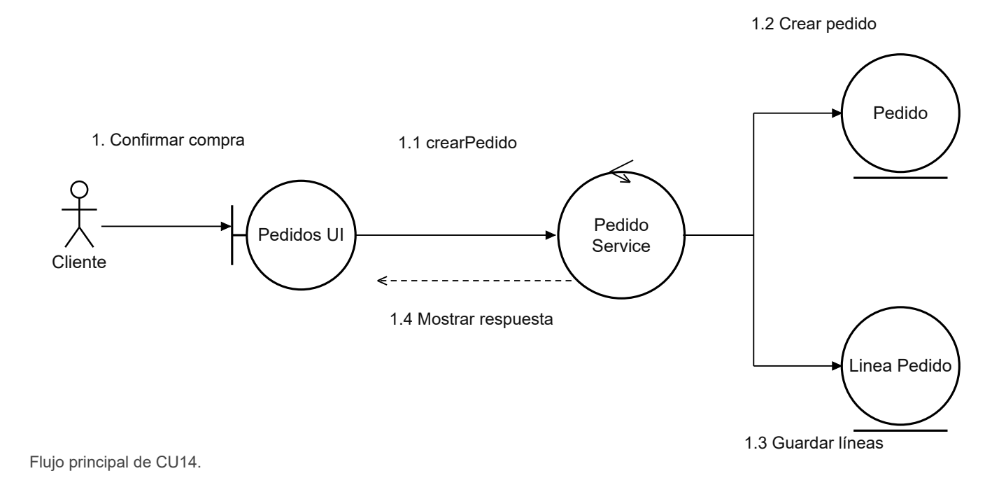 1.2 Crear pedido
Pedido
1. Confirmar compra
1.1 crearPedido
Pedidos UI
Pedido
Service
Cliente
1.4 Mostrar respuesta
Linea Pedido
1.3 Guardar líneas
Flujo principal de CU14.